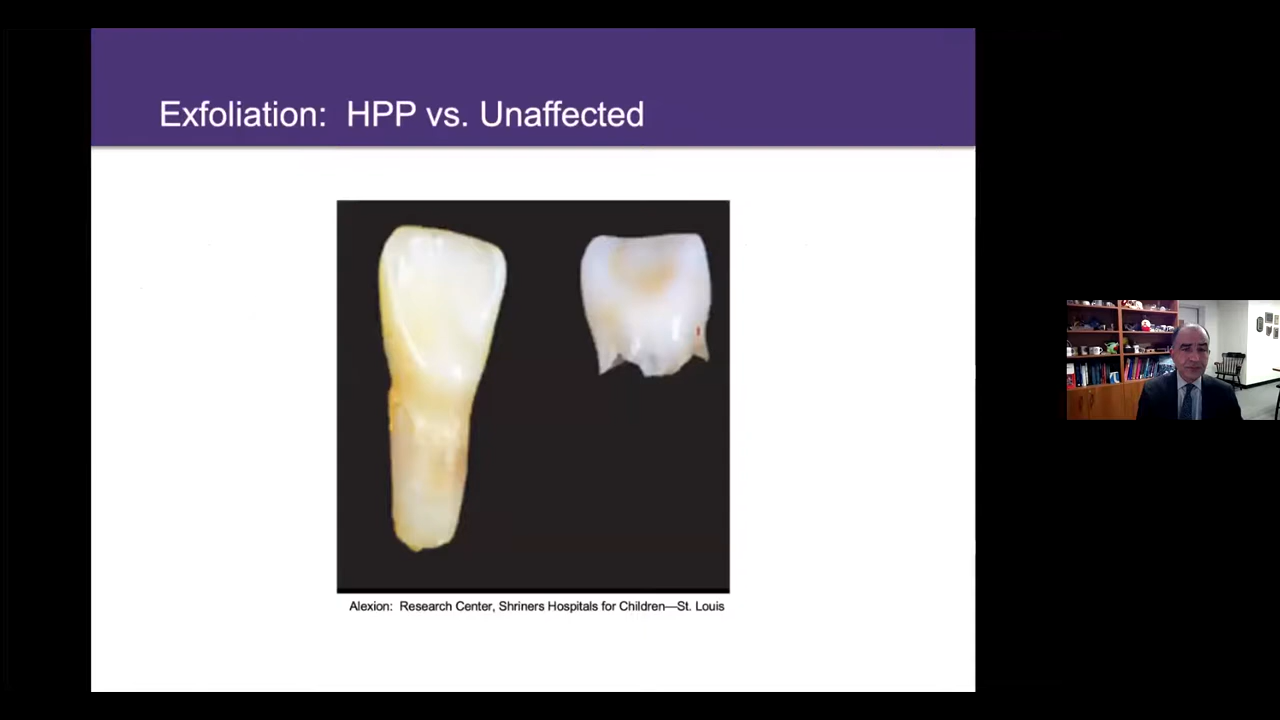 Exfoliation:  HPP vs. Unaffected
Alexion:  Research Center, Shriners Hospitals for Children—St. Louis